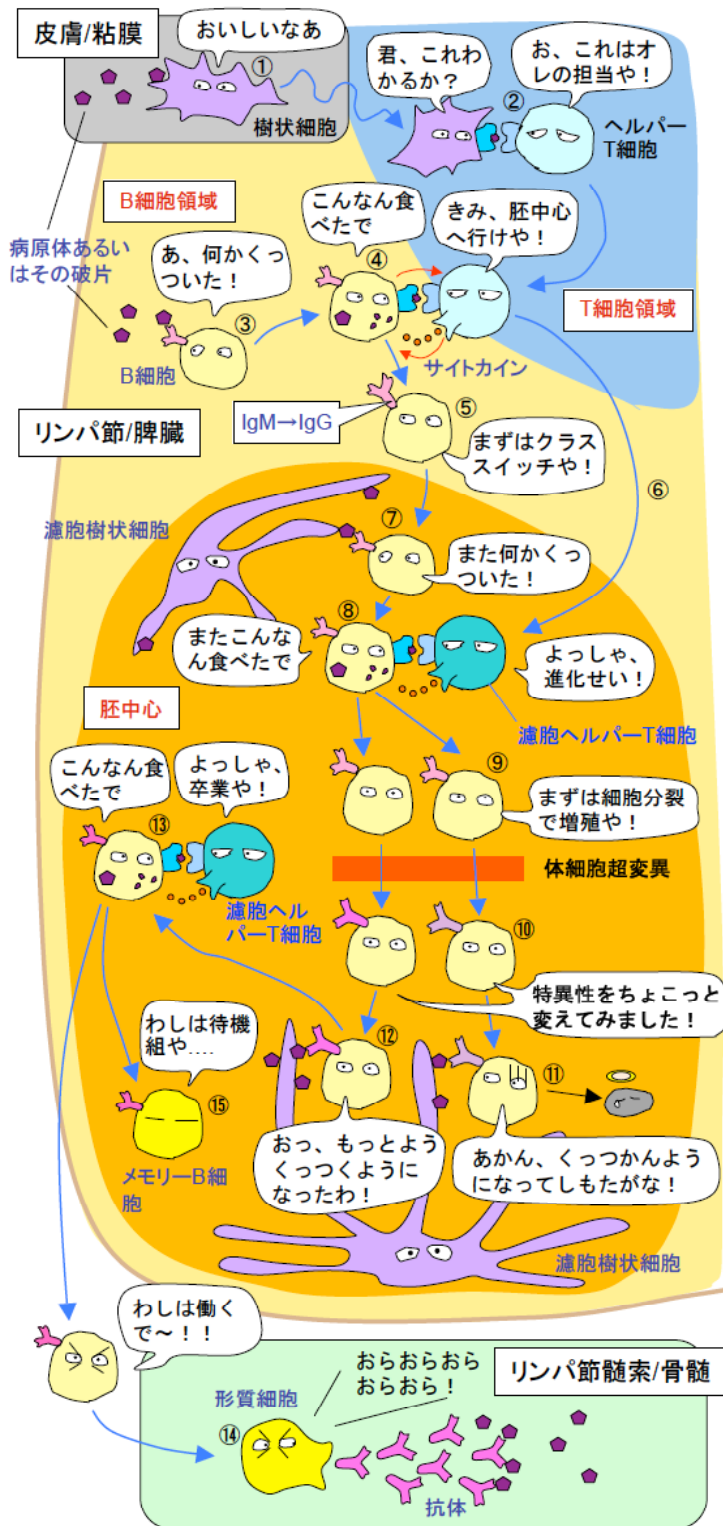 皮膚/粘膜
おいしいなあ
①
樹状細胞
君、これわ
かるか？
②
お、これはオ
レの担当や！
ヘルパー
T細胞
B細胞領域
病原体あるい
はその破片
あ、何かくっ
ついた！
③
B細胞
こんなん食
べたで
④
きみ、胚中心
へ行けや！
T細胞領域
サイトカイン
リンパ節/脾臓
IgM→IgG
⑤
まずはクラス
スイッチや！
⑥
濾胞樹状細胞
⑦
また何かくっ
ついた！
⑧
またこんな
ん食べたで
よっしゃ、
進化せい！
濾胞ヘルパーT細胞
胚中心
こんなん食
べたで
よっしゃ、
卒業や！
⑬
濾胞ヘル
パーT細胞
⑨
まずは細胞分裂
で増殖や！
体細胞超変異
⑩
特異性をちょこっと
変えてみました！
わしは待機
組や....
⑮
メモリーB細
胞
⑫
おっ、もっとよう
くっつくように
なったわ！
⑪
あかん、くっつかんよう
になってしもたがな！
濾胞樹状細胞
わしは働く
で～！！
リンパ節髄索/骨髄
おらおらおら
おらおら！
形質細胞
⑭
抗体